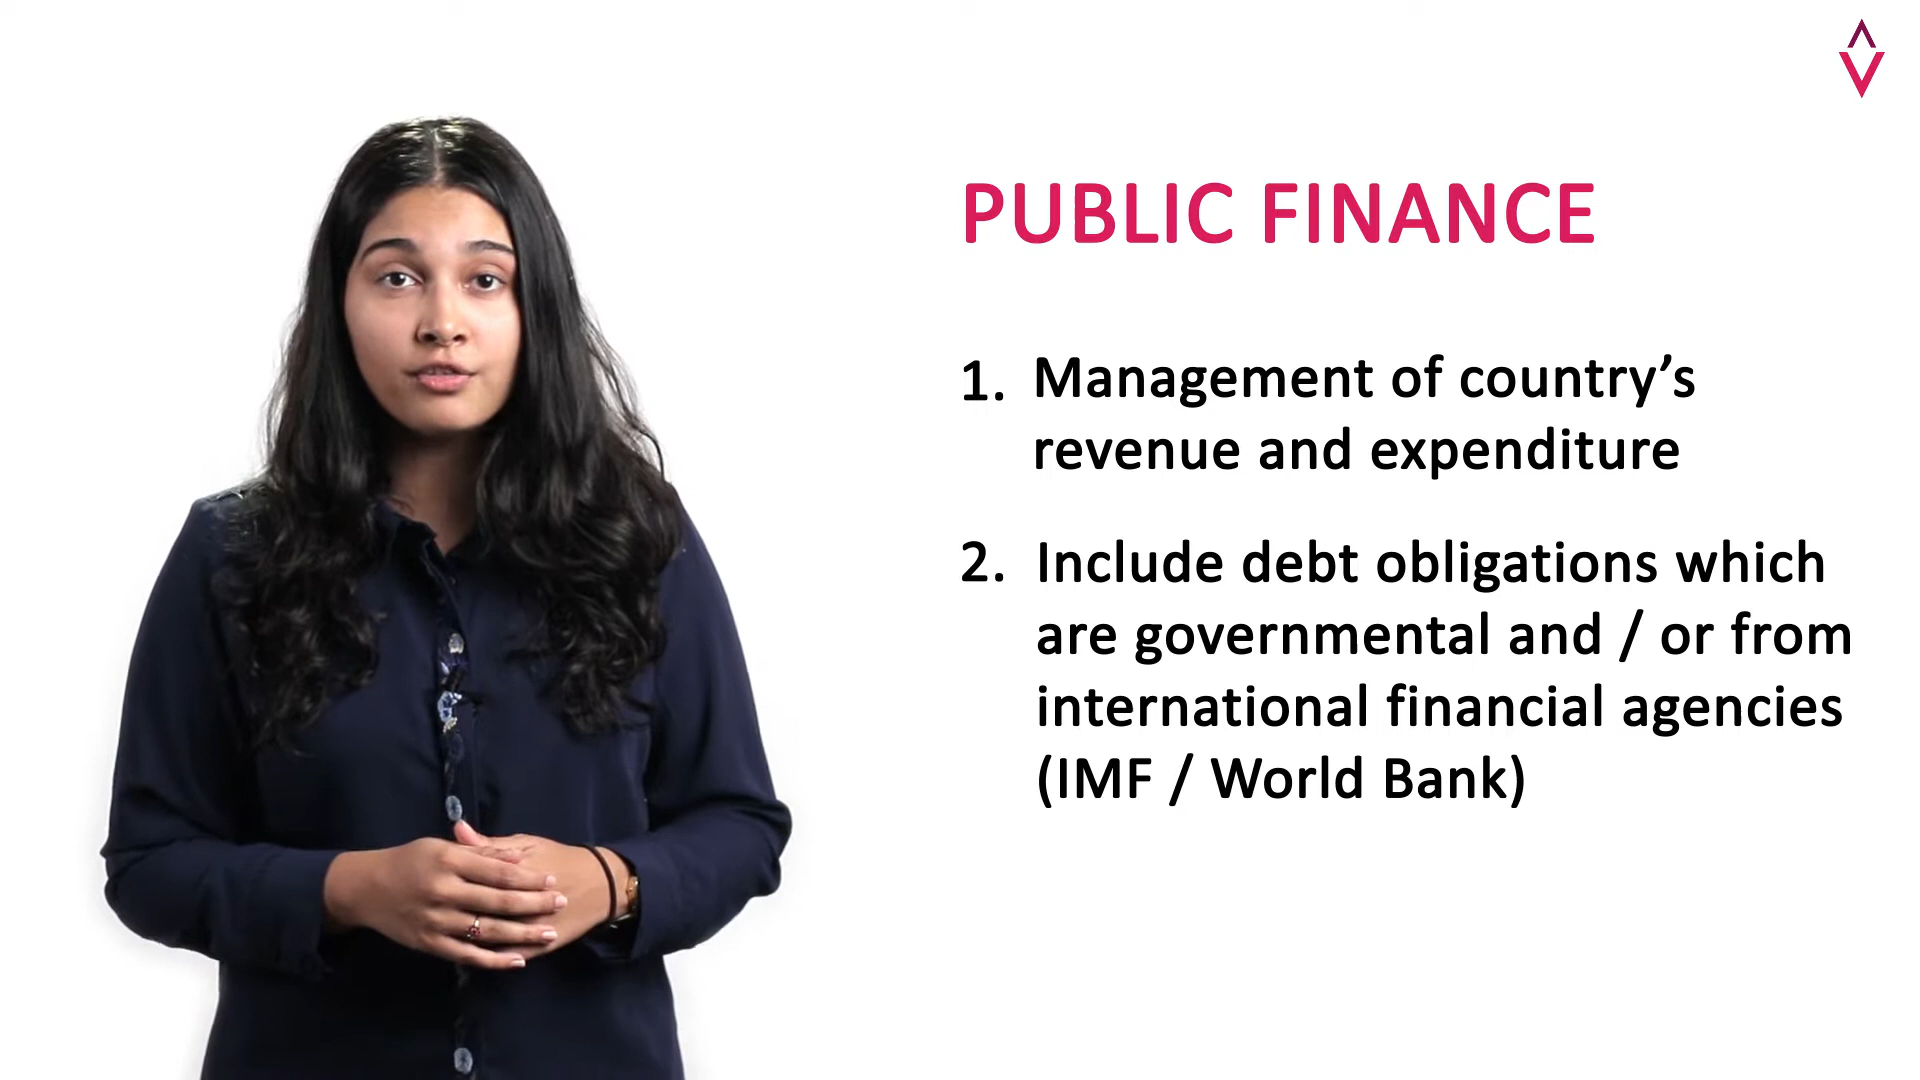 PUBLIC FINANCE
1. Management of country’s
revenue and expenditure
2. Include debt obligations which
are governmental and / or from
international financial agencies
(IMF / World Bank)